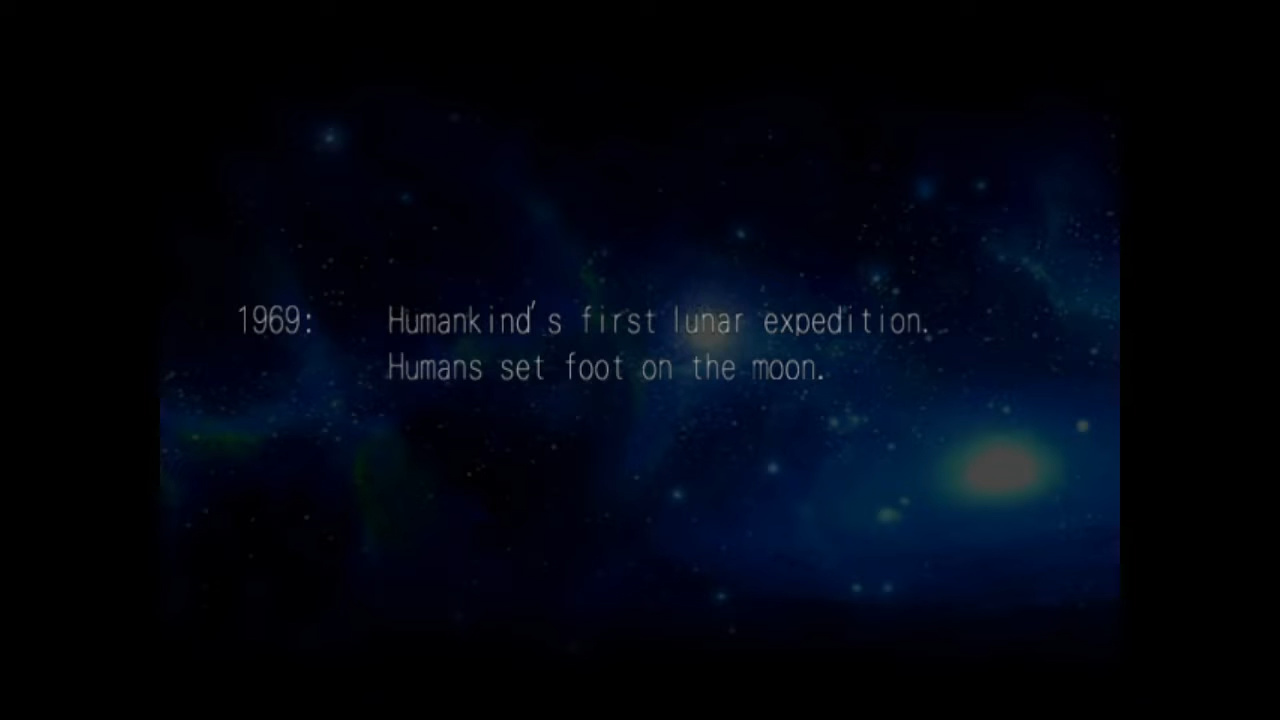 1969: Humankind's first lunar expedition.
Humans set foot on the moon.